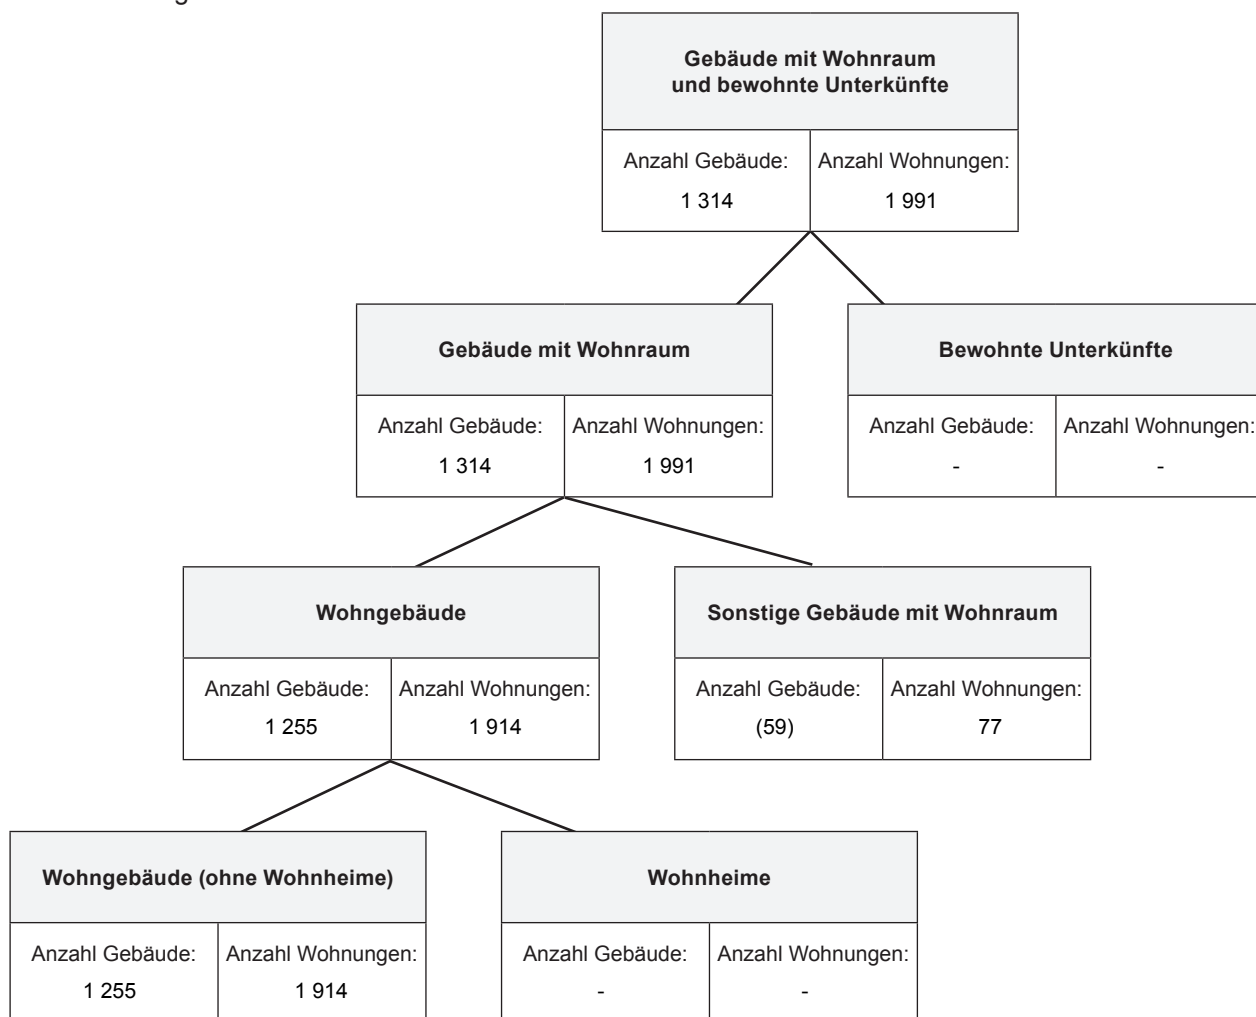 Gebäude mit Wohnraum
und bewohnte Unterkünfte
Anzahl Gebäude: Anzahl Wohnungen:
1 314 1 991
Gebäude mit Wohnraum Bewohnte Unterkünfte
Anzahl Gebäude: Anzahl Wohnungen: Anzahl Gebäude: Anzahl Wohnungen:
1 314 1 991 - -
Wohngebäude Sonstige Gebäude mit Wohnraum
Anzahl Gebäude: Anzahl Wohnungen: Anzahl Gebäude: Anzahl Wohnungen:
1 255 1 914 (59) 77
Wohngebäude (ohne Wohnheime) Wohnheime
Anzahl Gebäude: Anzahl Wohnungen: Anzahl Gebäude: Anzahl Wohnungen:
1 255 1 914 - -